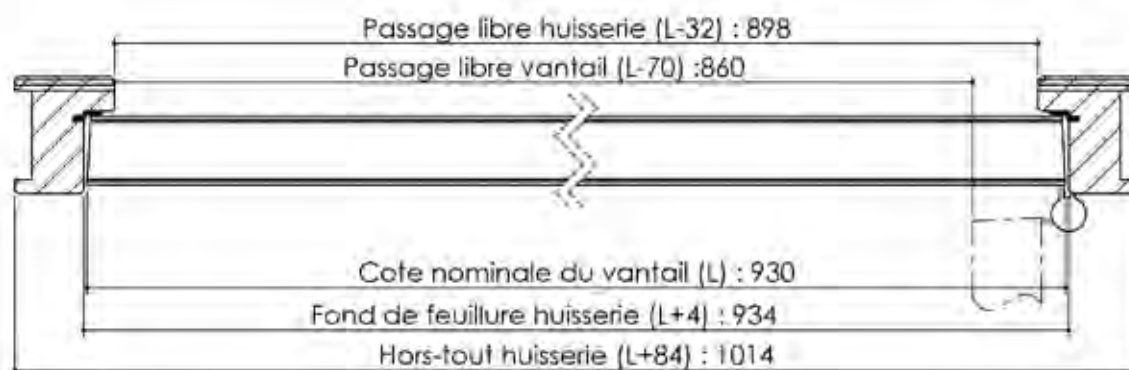 Passage libre huisserie (L-32) : 898
Passage libre vantail (L-70) :860
Cote nominale du vantail (L) : 930
Fond de feuillure huisserie (L+4) : 934
Hors-tout huisserie (L+84) : 1014